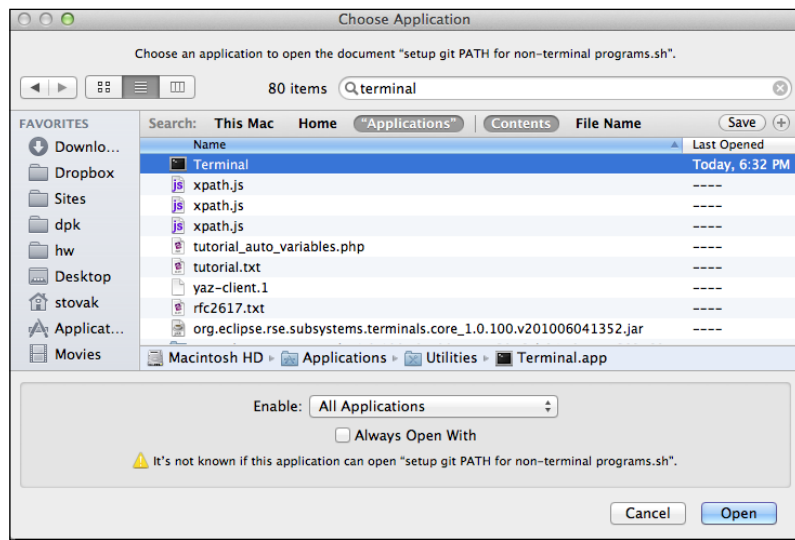 Choose Application
Choose an application to open the document “setup git PATH for non-terminal programs.sh”.
80 items terminal
FAVORITES
Downlo...
Dropbox
Sites
dpk
hw
Desktop
stovak
Applicat...
Movies
Search: This Mac Home “Applications” Contents File Name Save
Name Last Opened
Terminal Today, 6:32 PM
xpath.js ----
xpath.js ----
xpath.js ----
tutorial_auto_variables.php ----
tutorial.txt ----
yaz-client.1 ----
rfc2617.txt ----
org.eclipse.rse.subsystems.terminals.core_1.0.100.v201006041352.jar ----
Macintosh HD ▸ Applications ▸ Utilities ▸ Terminal.app
Enable: All Applications
Always Open With
It's not known if this application can open “setup git PATH for non-terminal programs.sh”.
Cancel Open